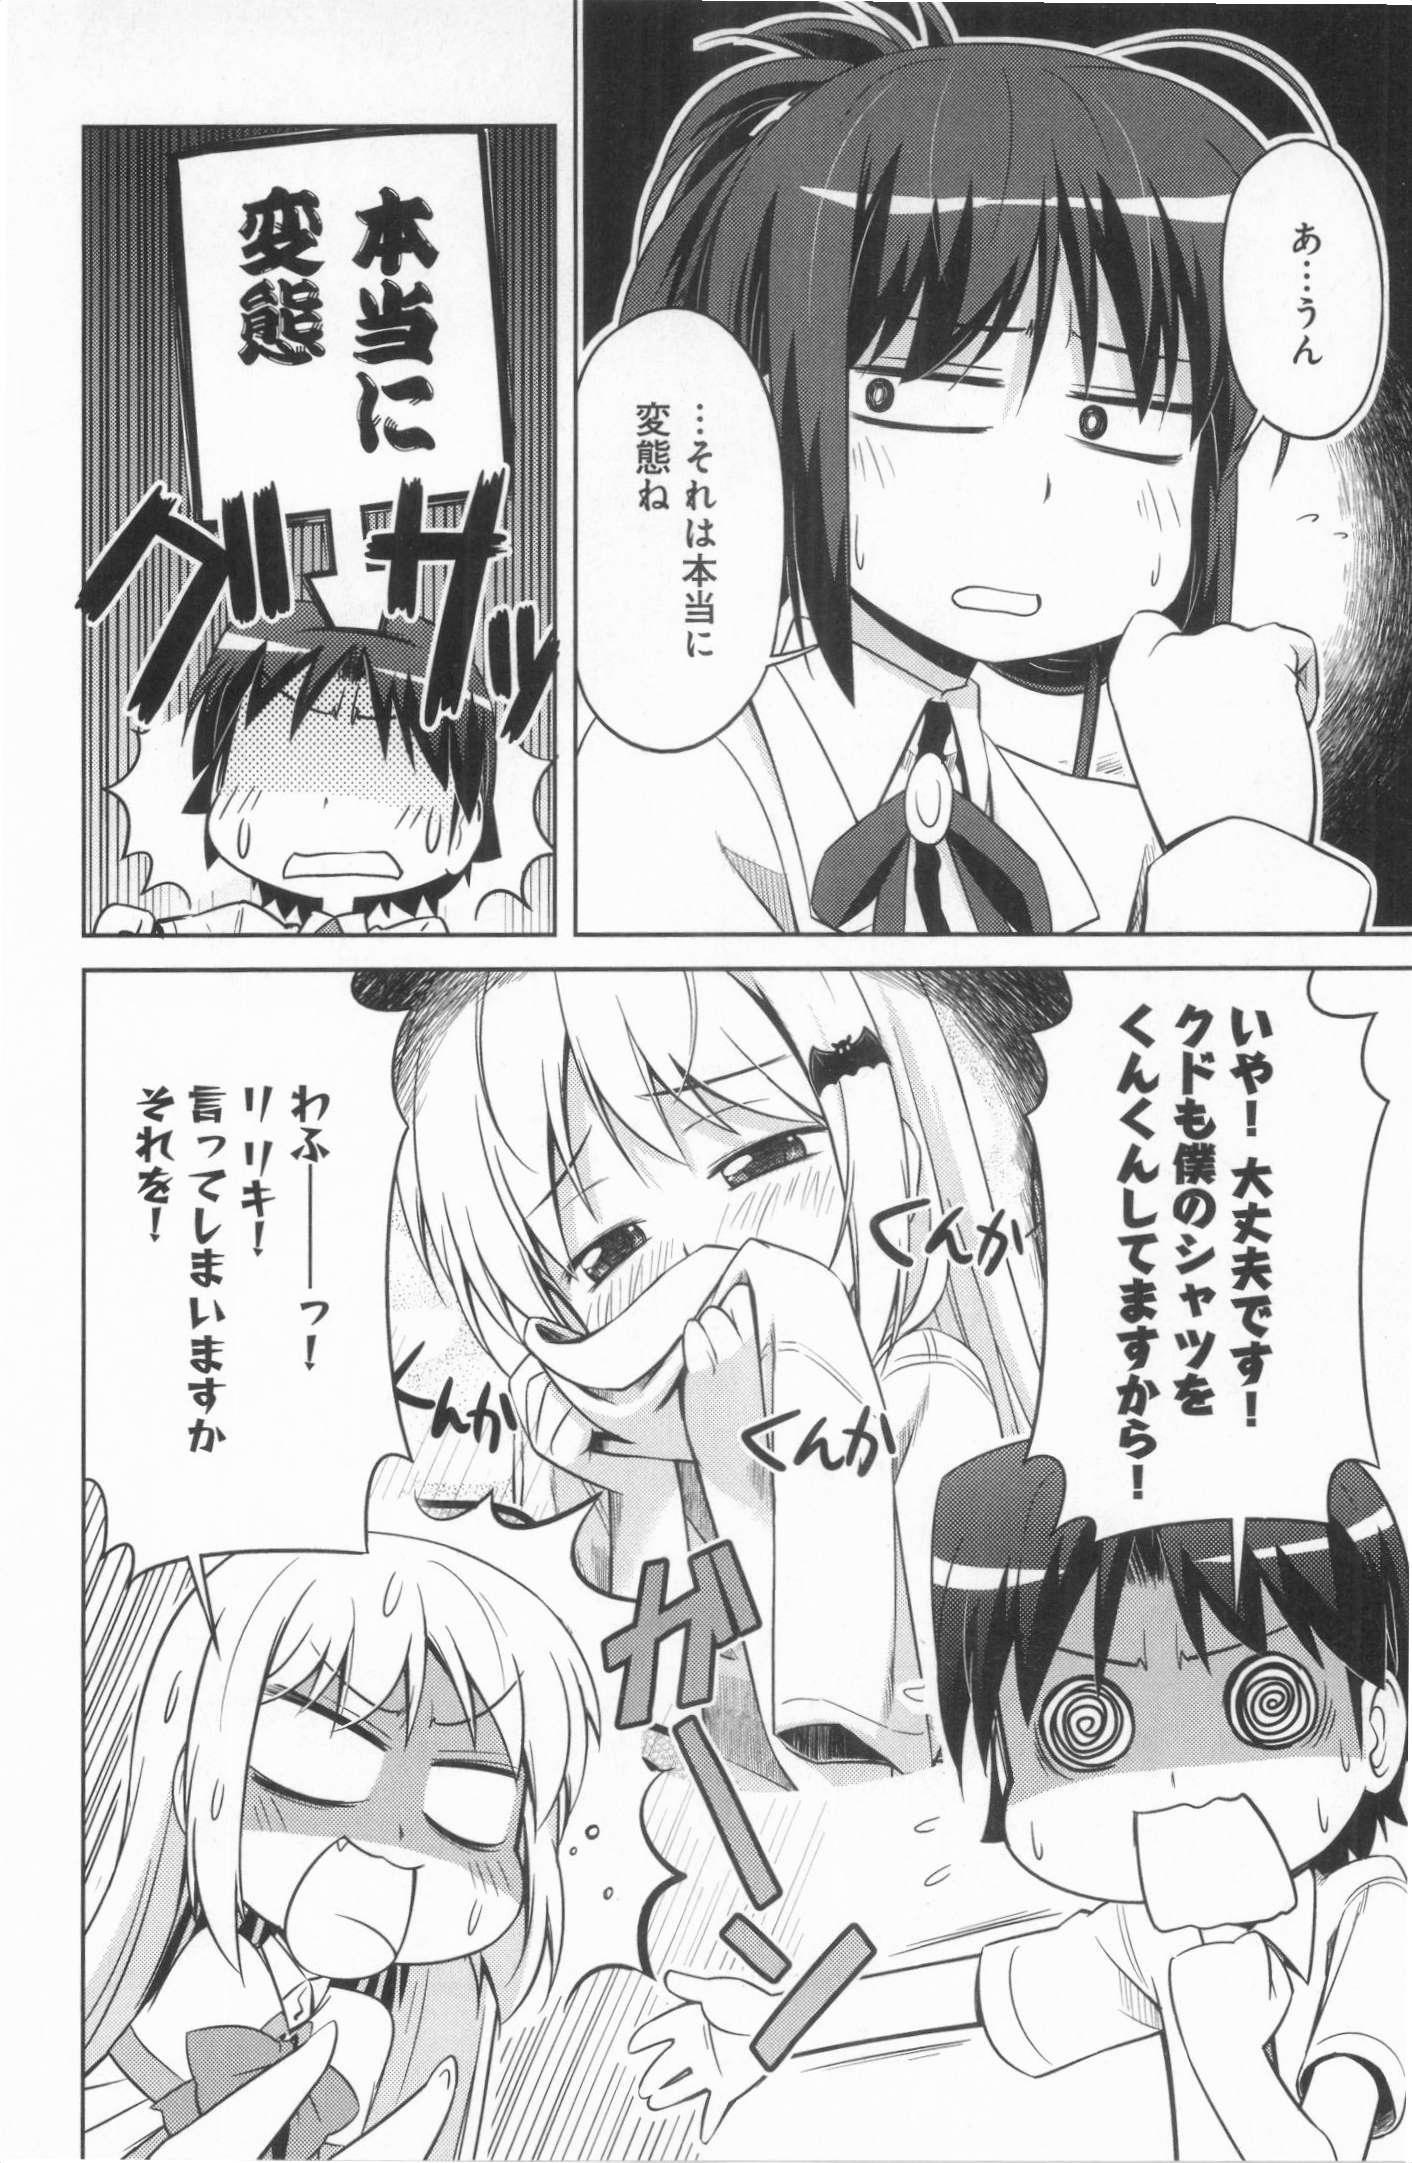 あ…うん
…それは本当に
変態ね
本当に
変態
グサッ
いや！大丈夫です！
クドも僕のシャツを
くんくんしてますから！
くんか
くんか
くんか
ガーーン
わふーーーっ！
リリキ！
言ってしまいますか
それを！